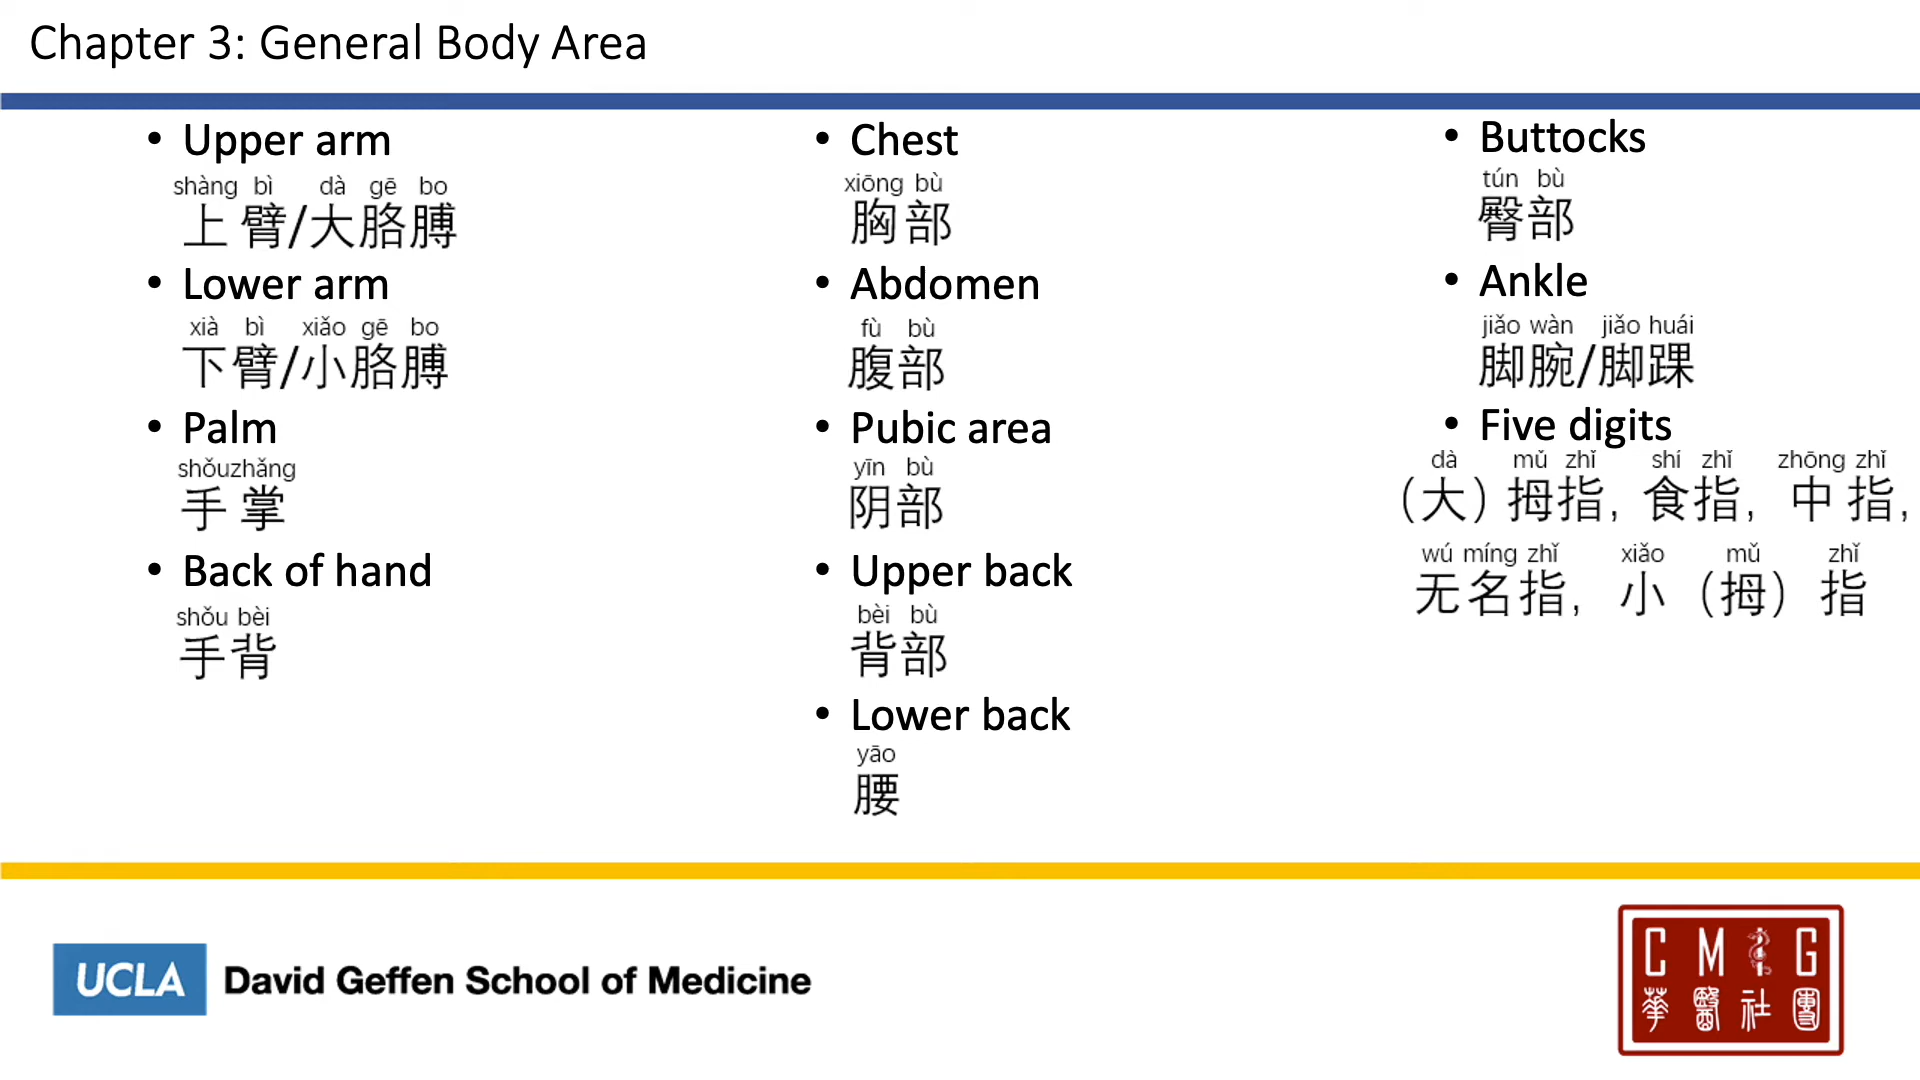 Chapter 3: General Body Area
• Upper arm
shàng bì dà gē bo
上臂/大胳膊
• Lower arm
xià bì xiǎo gē bo
下臂/小胳膊
• Palm
shǒuzhǎng
手掌
• Back of hand
shǒu bèi
手背
• Chest
xiōng bù
胸部
• Abdomen
fù bù
腹部
• Pubic area
yīn bù
阴部
• Upper back
bèi bù
背部
• Lower back
yāo
腰
• Buttocks
tún bù
臀部
• Ankle
jiǎo wàn jiǎo huái
脚腕/脚踝
• Five digits
dà mǔ zhǐ shí zhǐ zhōng zhǐ
（大）拇指, 食指, 中指,
wú míng zhǐ xiǎo mǔ zhǐ
无名指, 小（拇）指
UCLA David Geffen School of Medicine
C M G
華醫社團